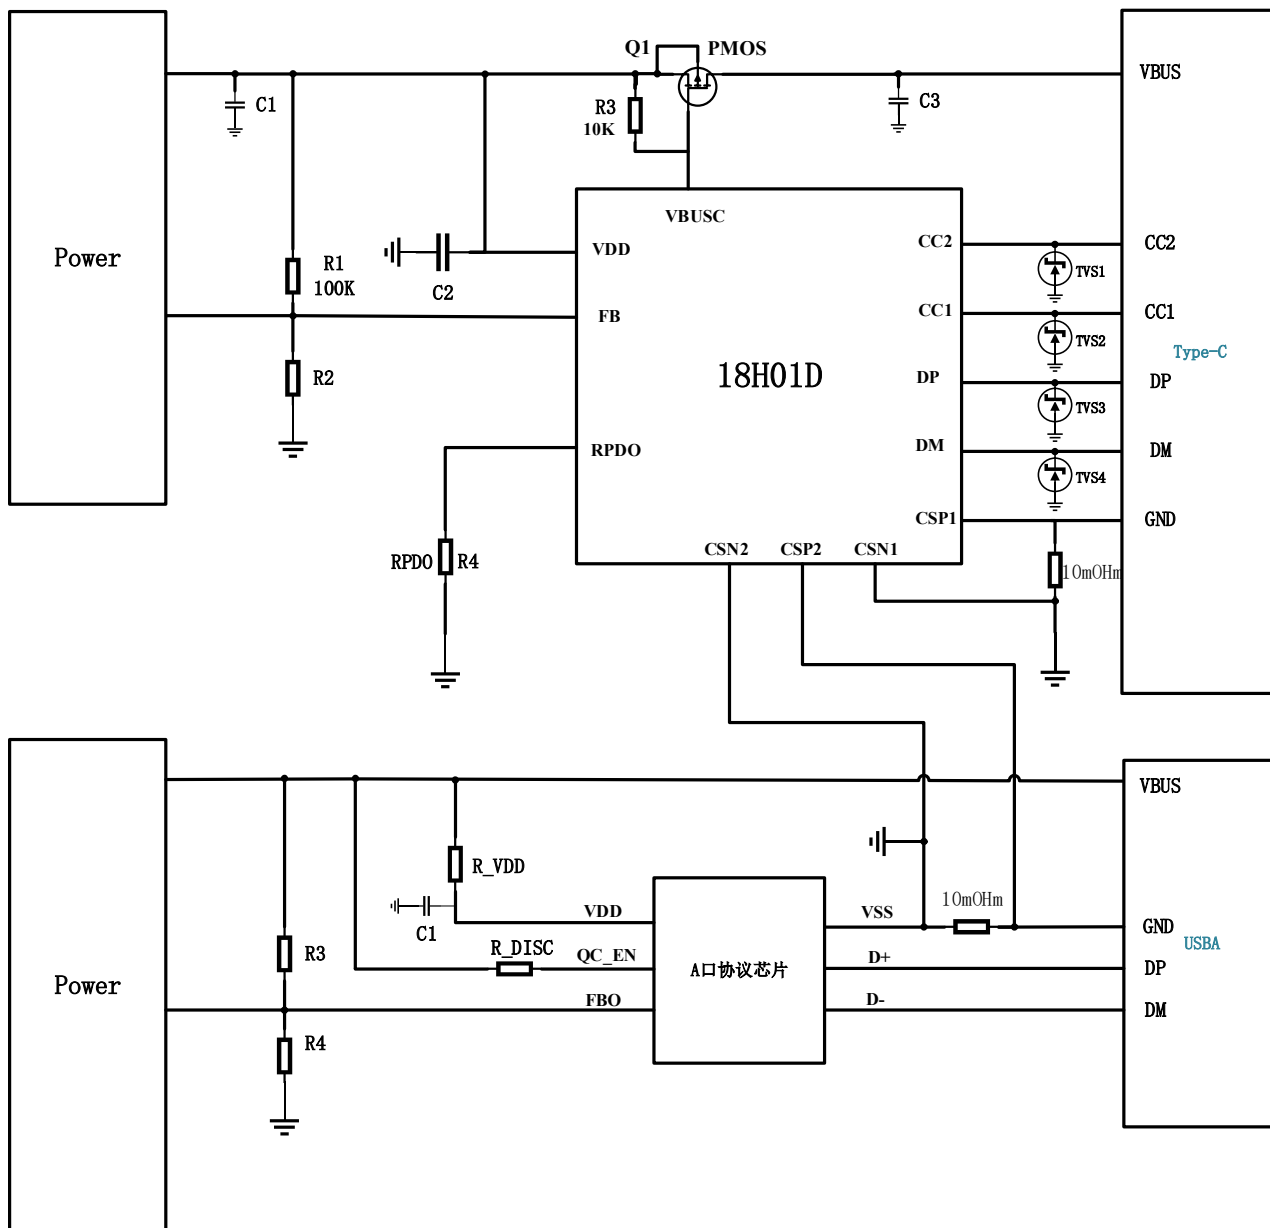 Q1
PMOS
VBUS
C1
R3
10K
C3
VBUSC
Power
R1
100K
C2
VDD
CC2
CC2
TVS1
FB
CC1
CC1
TVS2
Type-C
R2
18H01D
DP
DP
TVS3
RPDO
DM
DM
TVS4
CSP1
GND
RPDO
R4
CSN2
CSP2
CSN1
10mOHm
VBUS
R_VDD
10mOHm
C1
VDD
VSS
GND
USBA
Power
R3
R_DISC
QC_EN
A口协议芯片
D+
DP
FBO
D-
DM
R4